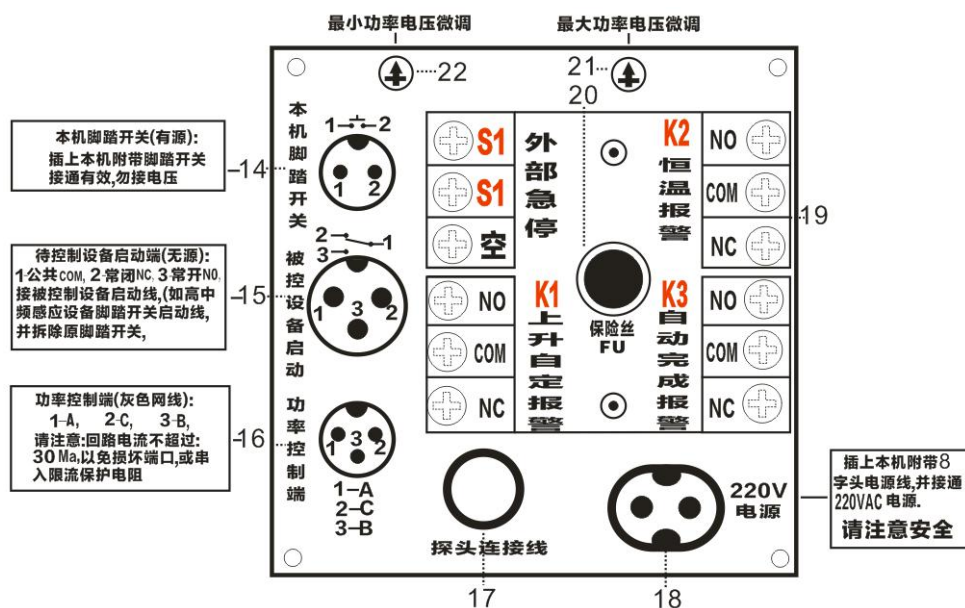 最小功率电压微调
最大功率电压微调
22
21
20
本机脚踏开关(有源):
插上本机附带脚踏开关
接通有效,勿接电压
14
本机脚踏开关
1 2
1 2
待控制设备启动端(无源):
1-公共COM, 2-常闭NC, 3-常开NO,
接被控制设备启动线,(如高中
频感应设备脚踏开关启动线,
并拆除原脚踏开关,
15
被控设备启动
2 1
3
1 3 2
功率控制端(灰色网线):
1-A, 2-C, 3-B,
请注意:回路电流不超过:
30Ma,以免损坏端口,或串
入限流保护电阻
16
功率控制端
1 3 2
1-A
2-C
3-B
S1
S1
空
外部急停
K2
恒温报警
NO
COM
NC
19
NO
COM
NC
K1
上升自定报警
保险丝
FU
K3
自动完成报警
NO
COM
NC
探头连接线
17
220V
电源
18
插上本机附带8
字头电源线,并接通
220VAC 电源.
请注意安全